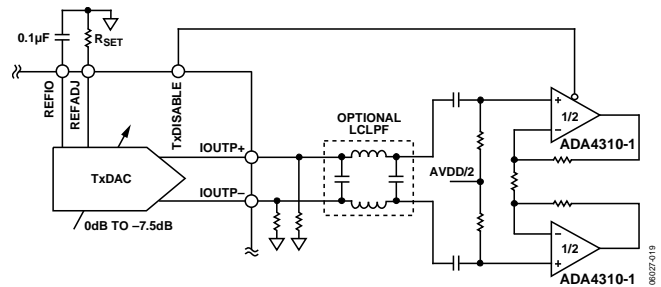 0.1µF
RSET
REFIO
REFADJ
TxDISABLE
OPTIONAL
LCLPF
+
1/2
−
ADA4310-1
IOUTP+
TxDAC
AVDD/2
IOUTP−
0dB TO −7.5dB
−
1/2
+
ADA4310-1
06027-019